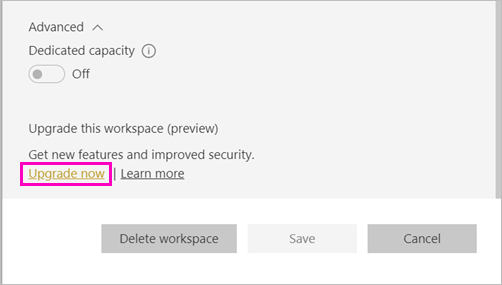 Advanced
Dedicated capacity
Off
Upgrade this workspace (preview)
Get new features and improved security.
Upgrade now | Learn more
Delete workspace Save Cancel